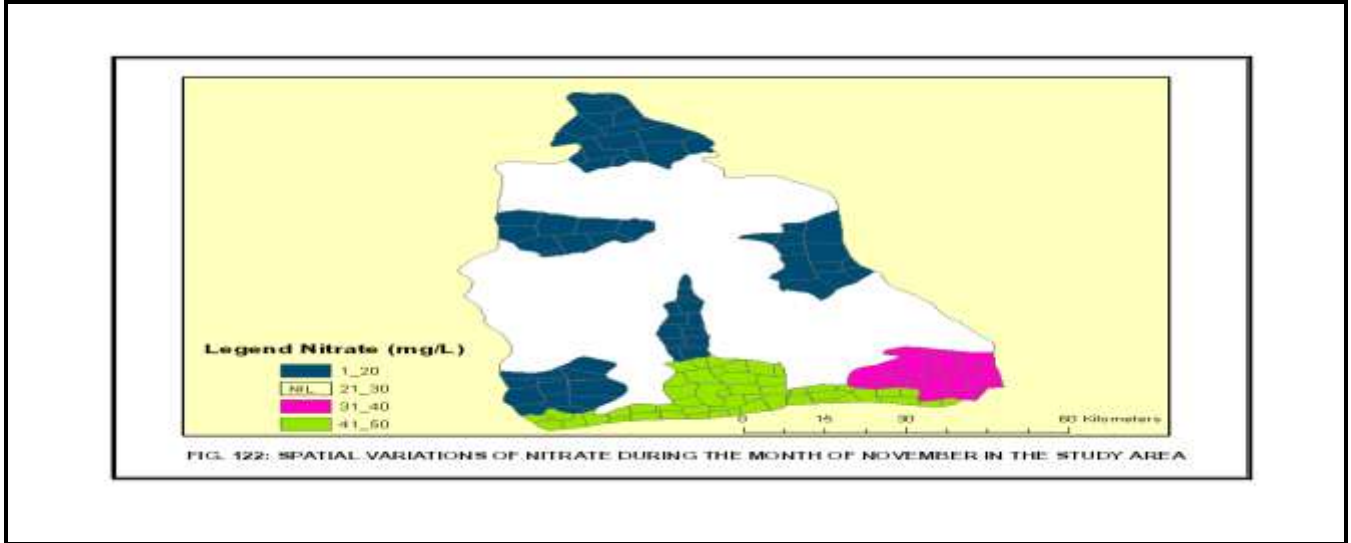 Legend Nitrate (mg/L)
1_20
NIL 21_30
31_40
41_50
0 15 30 60 Kilometers
FIG. 122: SPATIAL VARIATIONS OF NITRATE DURING THE MONTH OF NOVEMBER IN THE STUDY AREA